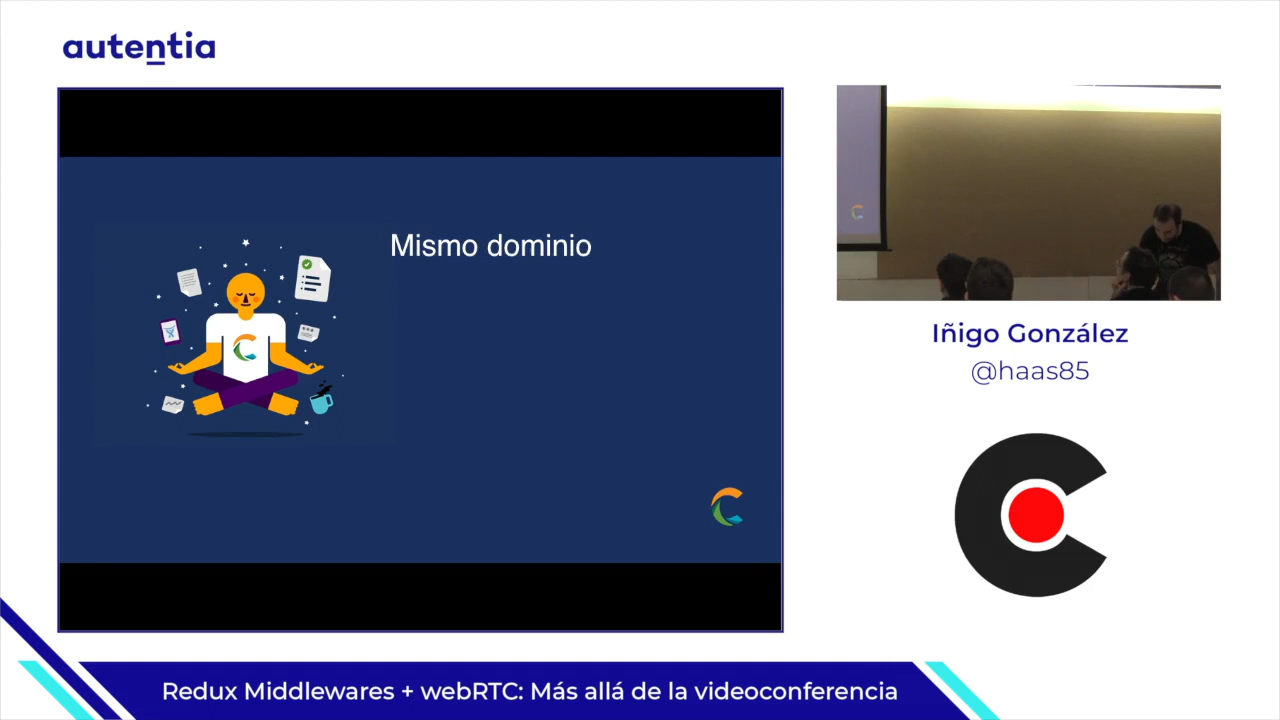 autentia
Mismo dominio
Iñigo González
@haas85
Redux Middlewares + webRTC: Más allá de la videoconferencia